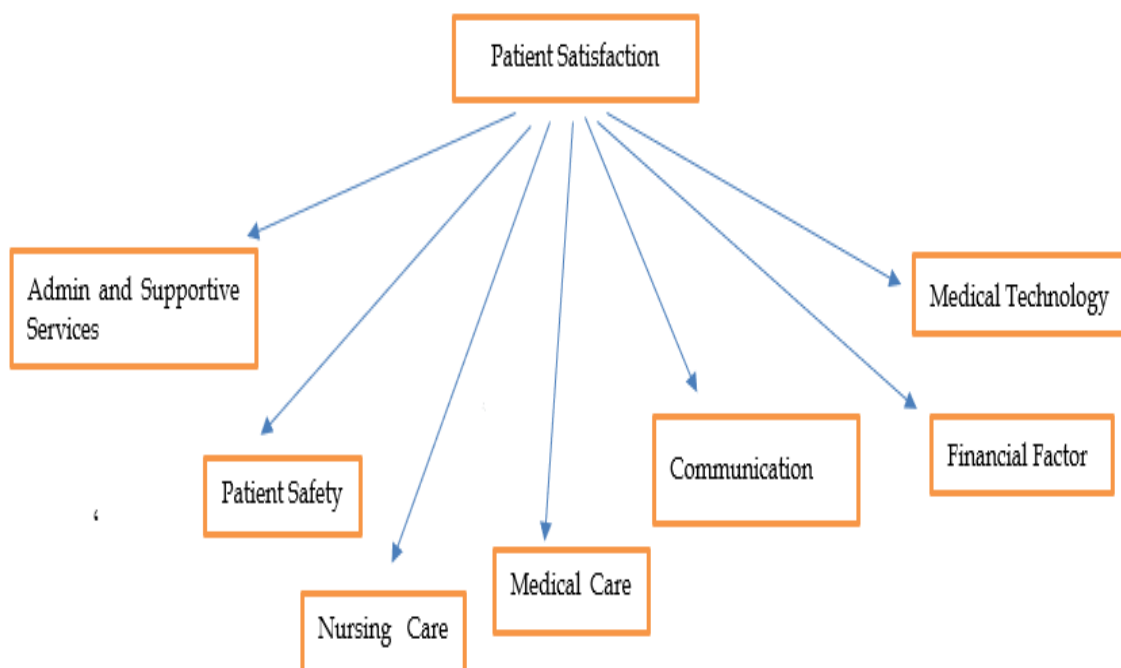 Patient Satisfaction
Admin and Supportive
Services
Medical Technology
Communication
Financial Factor
Patient Safety
Medical Care
Nursing Care